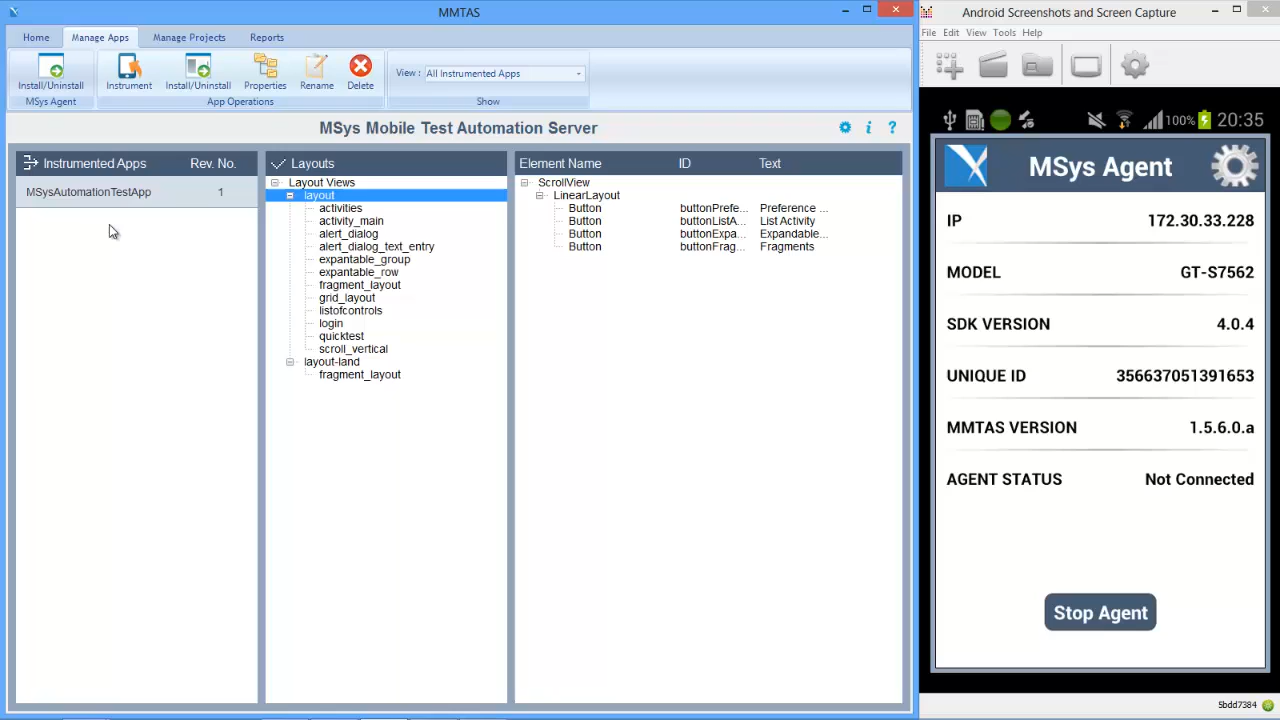 MMTAS
Home Manage Apps Manage Projects Reports
Install/Uninstall Instrument Install/Uninstall Properties Rename Delete
View : All Instrumented Apps
MSys Agent App Operations Show
MSys Mobile Test Automation Server
Instrumented Apps Rev. No.
MSysAutomationTestApp 1
Layouts
Layout Views
layout
activities
activity_main
alert_dialog
alert_dialog_text_entry
expantable_group
expantable_row
fragment_layout
grid_layout
listofcontrols
login
quicktest
scroll_vertical
layout-land
fragment_layout
Element Name ID Text
ScrollView
LinearLayout
Button buttonPrefe... Preference ...
Button buttonListA... List Activity
Button buttonExpa... Expandable...
Button buttonFrag... Fragments
Android Screenshots and Screen Capture
File Edit View Tools Help
100% 20:35
MSys Agent
IP 172.30.33.228
MODEL GT-S7562
SDK VERSION 4.0.4
UNIQUE ID 356637051391653
MMTAS VERSION 1.5.6.0.a
AGENT STATUS Not Connected
Stop Agent
5bdd7384